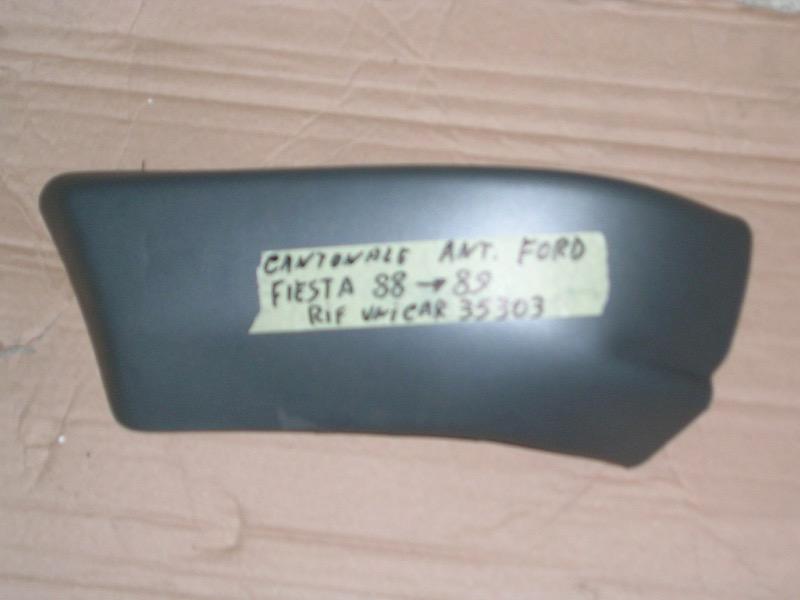 CANTONALE ANT. FORD
FIESTA 88→89
RIF UNICAR 35303